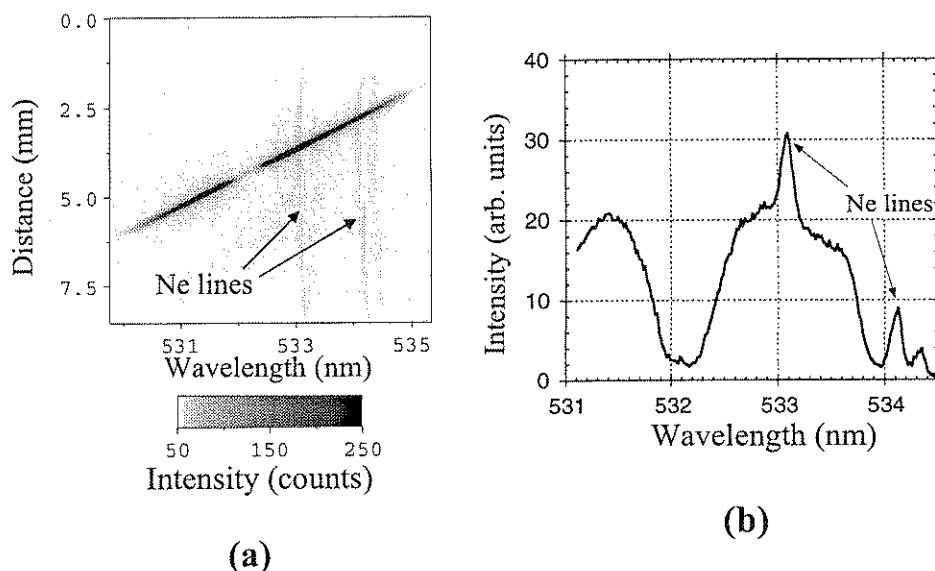 (a)
0.0
2.5
5.0
7.5
Distance (mm)
Ne lines
531
533
535
Wavelength (nm)
50
150
250
Intensity (counts)
(a)
40
30
20
10
0
Intensity (arb. units)
Ne lines
531
532
533
534
Wavelength (nm)
(b)